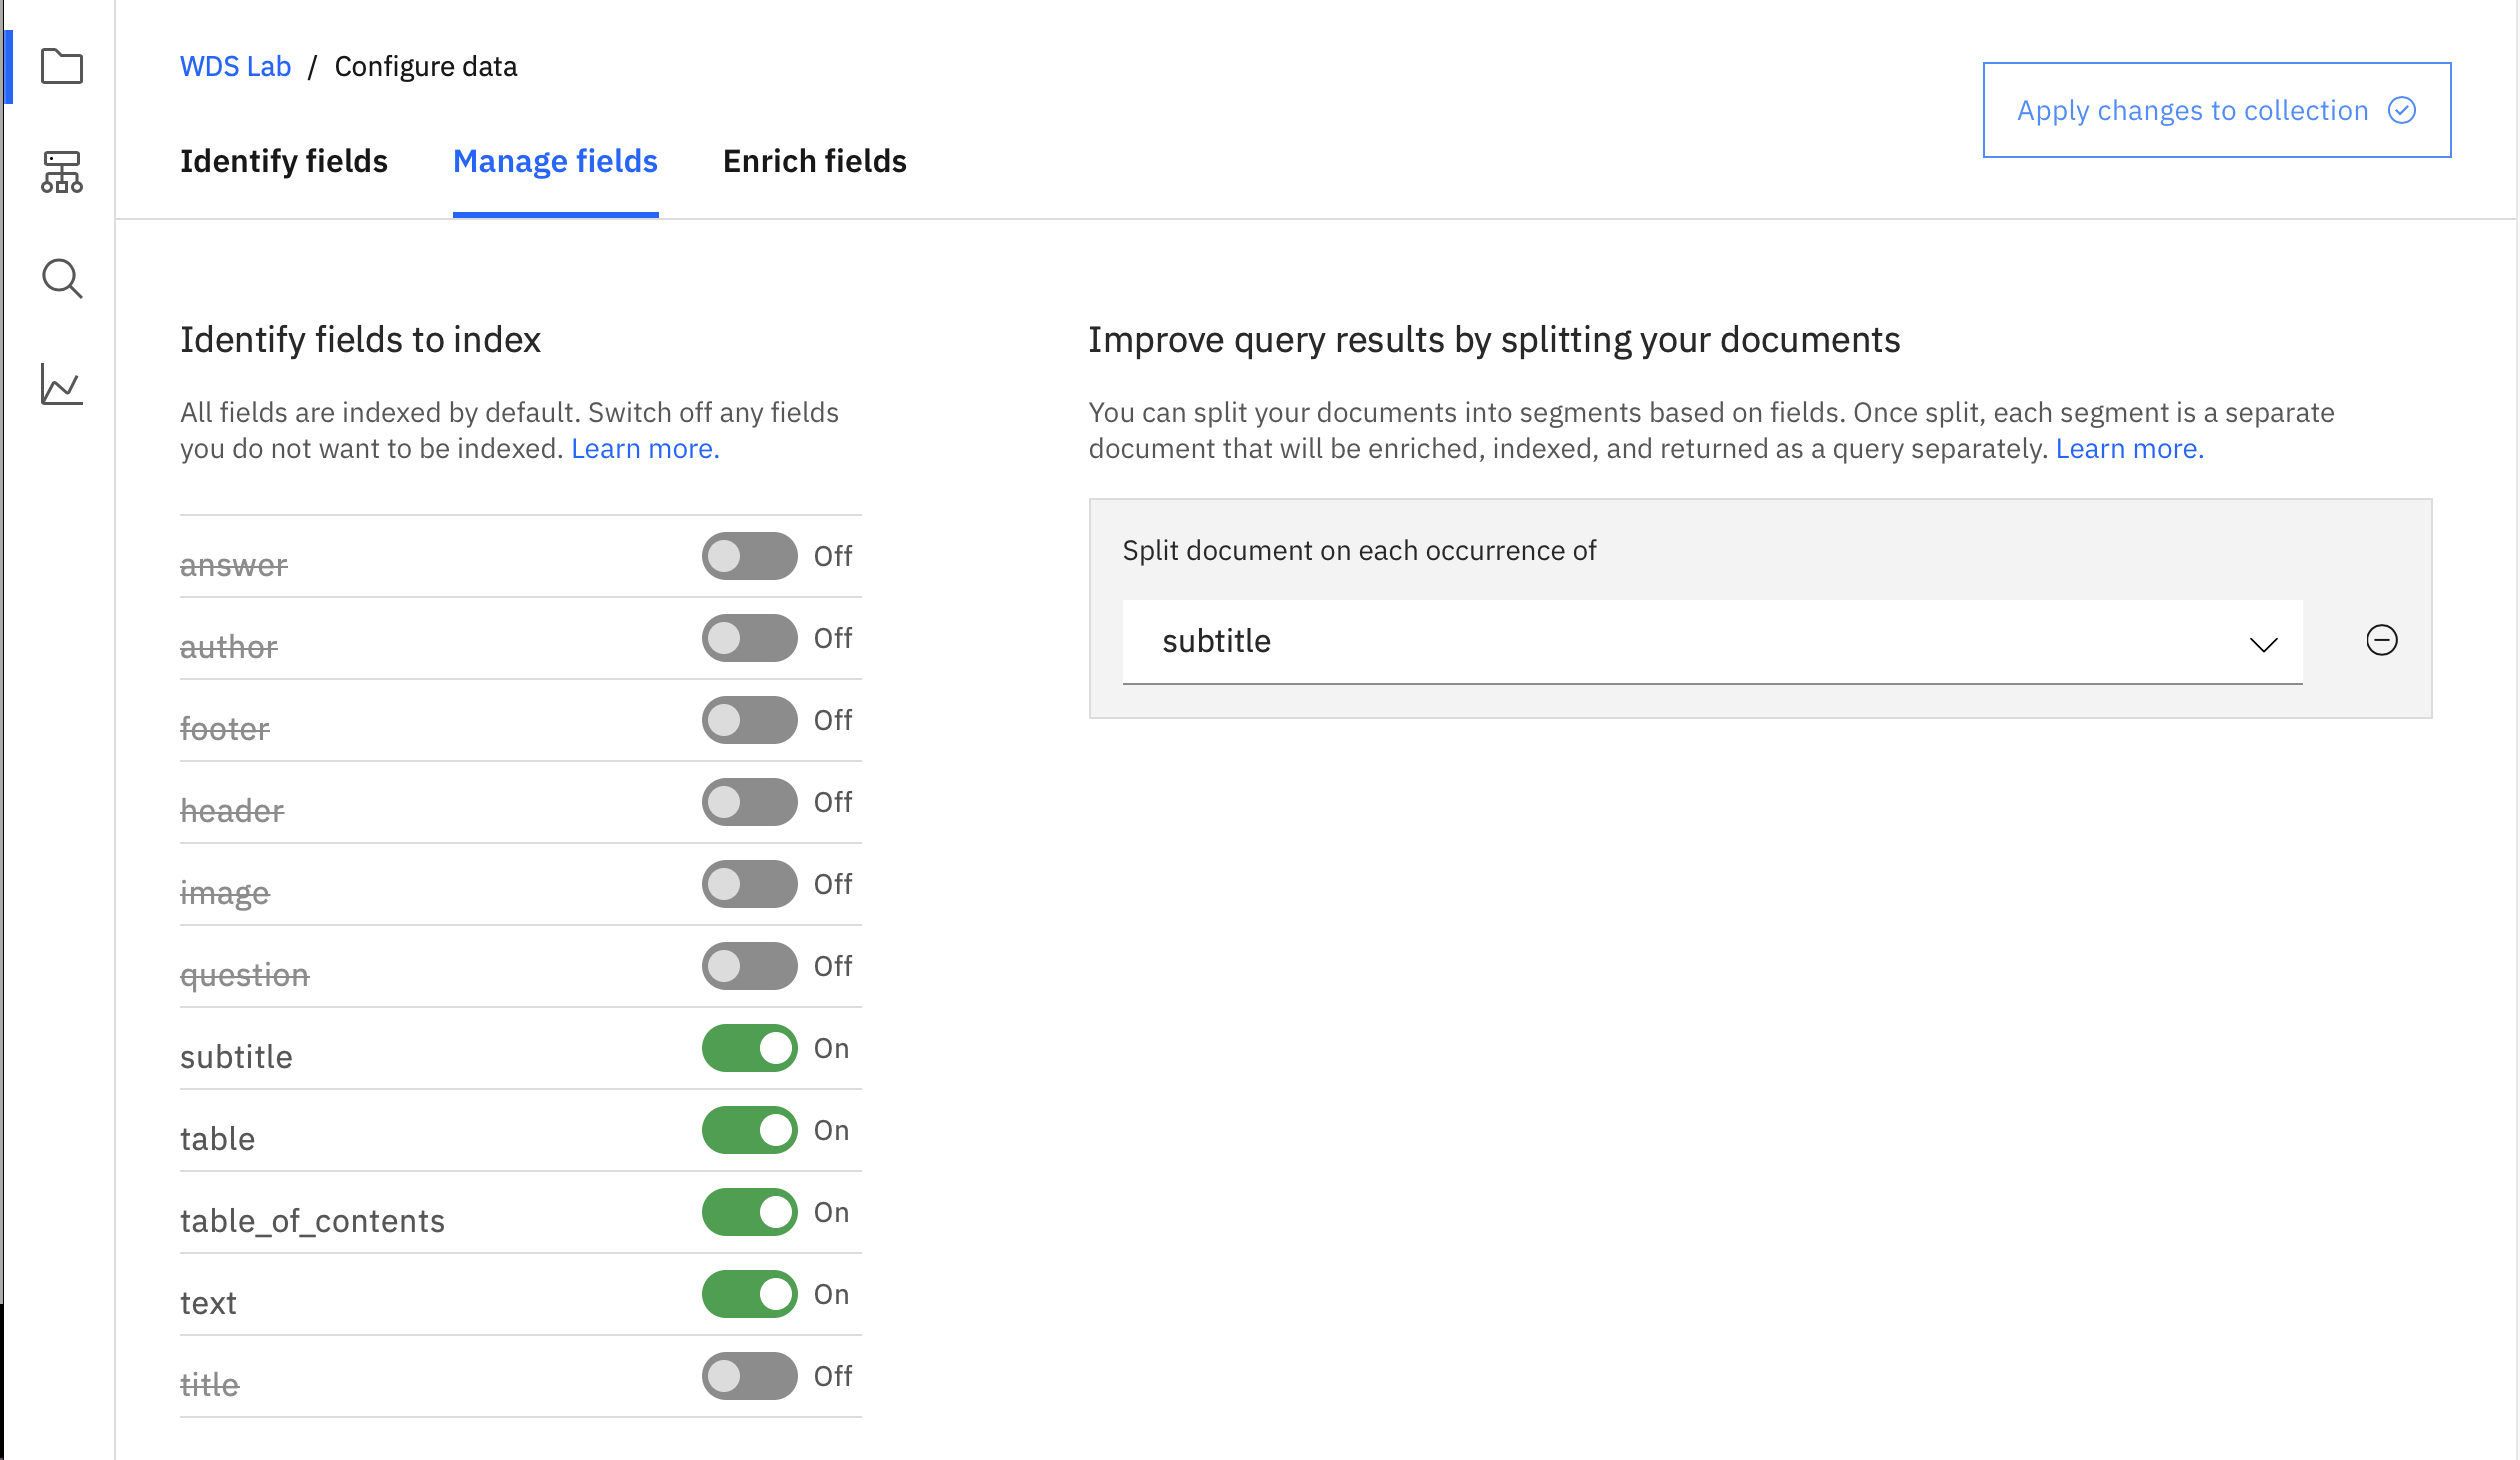 WDS Lab / Configure data
Apply changes to collection
Identify fields Manage fields Enrich fields
Identify fields to index
All fields are indexed by default. Switch off any fields
you do not want to be indexed. Learn more.
answer Off
author Off
footer Off
header Off
image Off
question Off
subtitle On
table On
table_of_contents On
text On
title Off
Improve query results by splitting your documents
You can split your documents into segments based on fields. Once split, each segment is a separate
document that will be enriched, indexed, and returned as a query separately. Learn more.
Split document on each occurrence of
subtitle